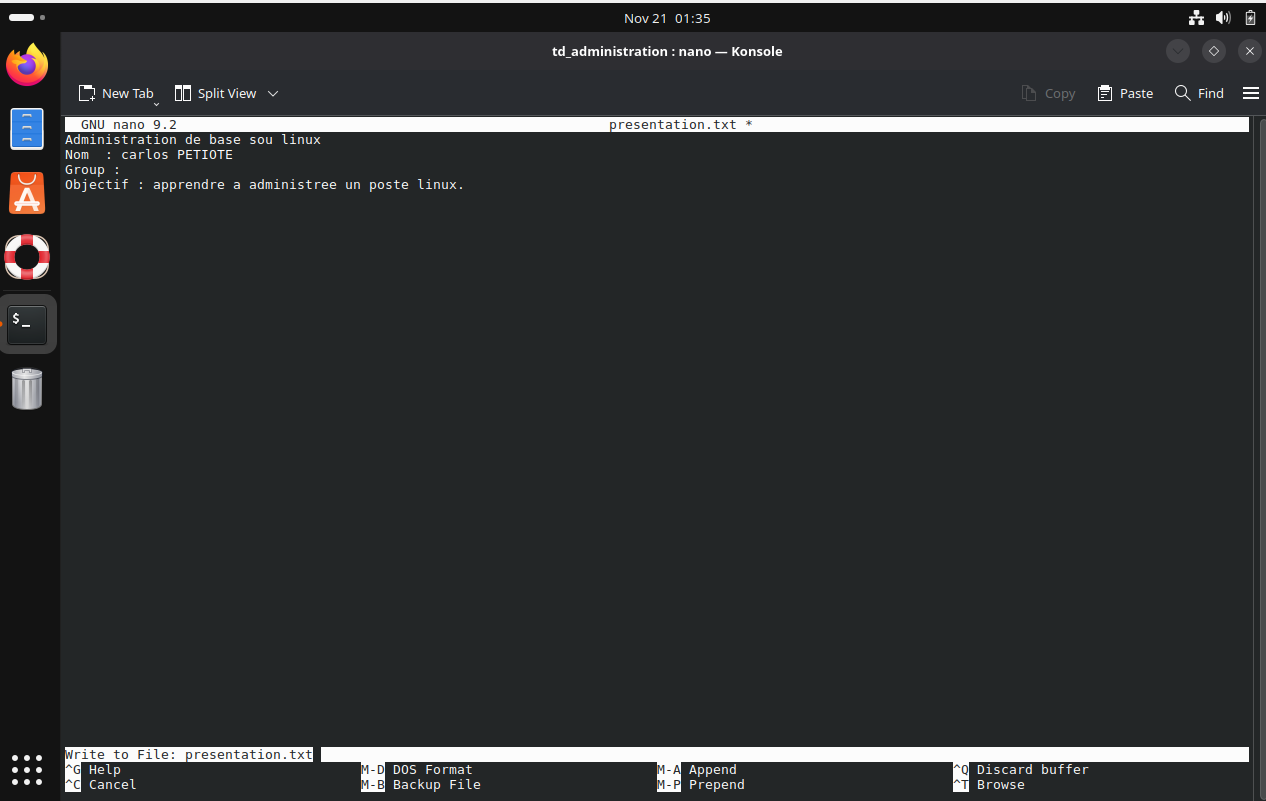 Nov 21 01:35
td_administration : nano — Konsole
New Tab Split View Copy Paste Find
GNU nano 9.2 presentation.txt *
Administration de base sou linux
Nom  : carlos PETIOTE
Group :
Objectif : apprendre a administree un poste linux.
$_
Write to File: presentation.txt
^G Help M-D DOS Format M-A Append ^Q Discard buffer
^C Cancel M-B Backup File M-P Prepend ^T Browse